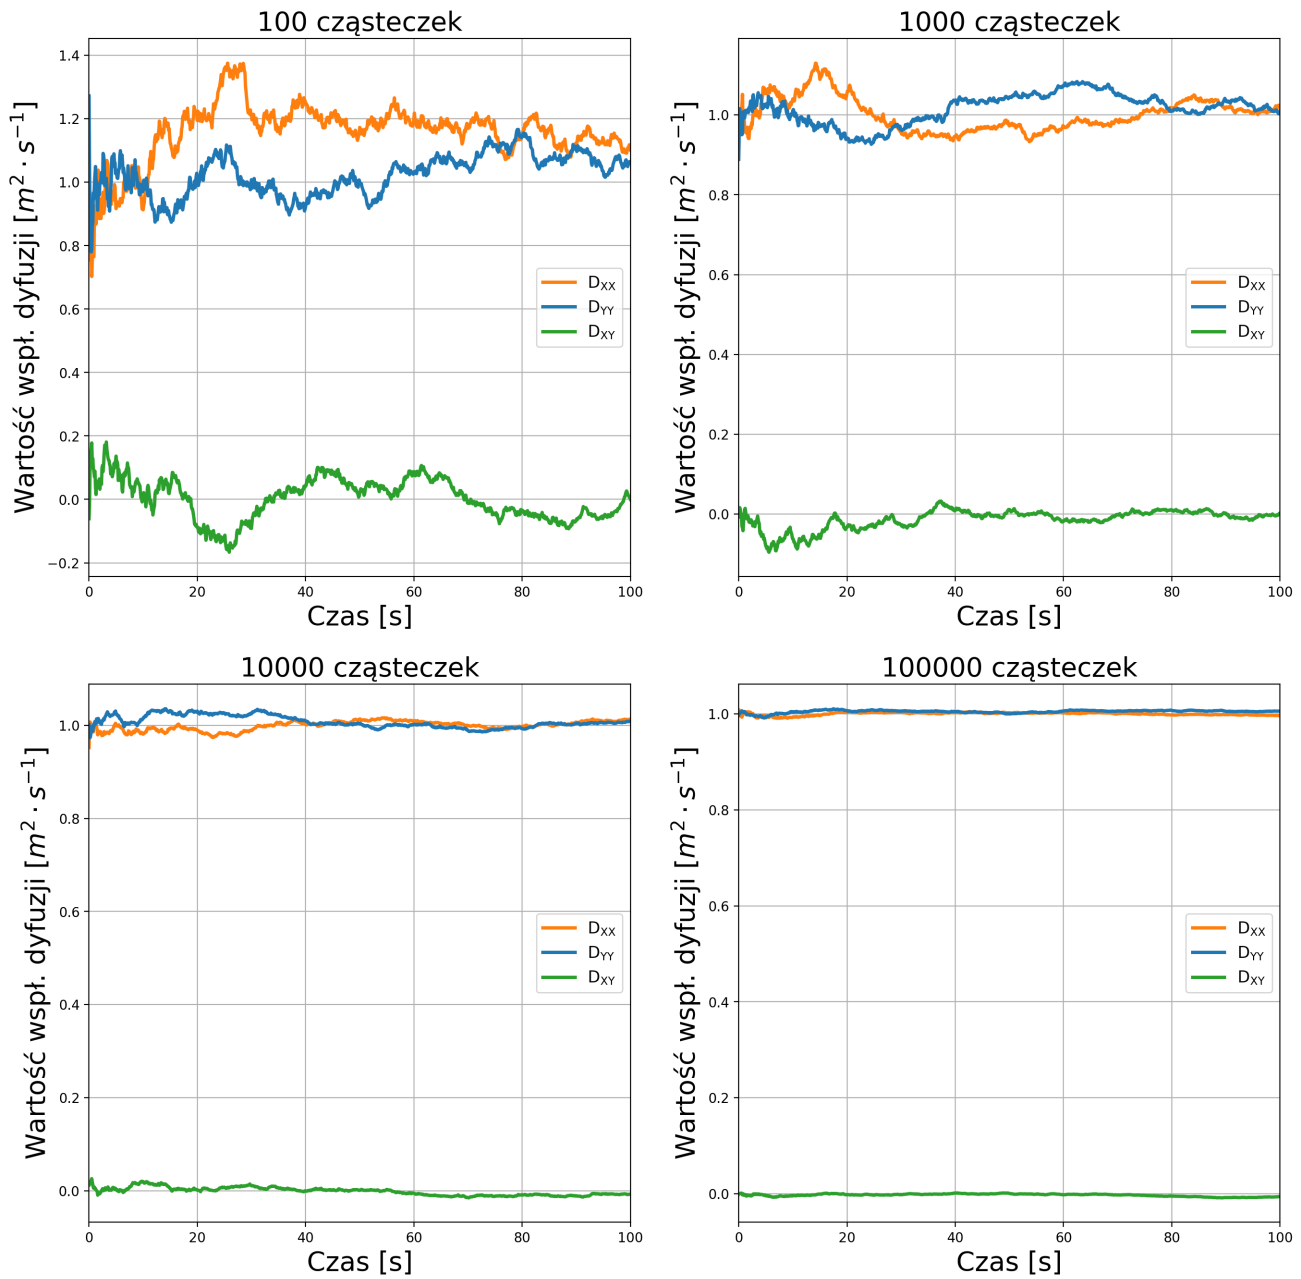 100 cząsteczek
Wartość wspł. dyfuzji [m² · s⁻¹]
1.4
1.2
1.0
0.8
0.6
0.4
0.2
0.0
−0.2
D_XX
D_YY
D_XY
0 20 40 60 80 100
Czas [s]
1000 cząsteczek
Wartość wspł. dyfuzji [m² · s⁻¹]
1.0
0.8
0.6
0.4
0.2
0.0
D_XX
D_YY
D_XY
0 20 40 60 80 100
Czas [s]
10000 cząsteczek
Wartość wspł. dyfuzji [m² · s⁻¹]
1.0
0.8
0.6
0.4
0.2
0.0
D_XX
D_YY
D_XY
0 20 40 60 80 100
Czas [s]
100000 cząsteczek
Wartość wspł. dyfuzji [m² · s⁻¹]
1.0
0.8
0.6
0.4
0.2
0.0
D_XX
D_YY
D_XY
0 20 40 60 80 100
Czas [s]